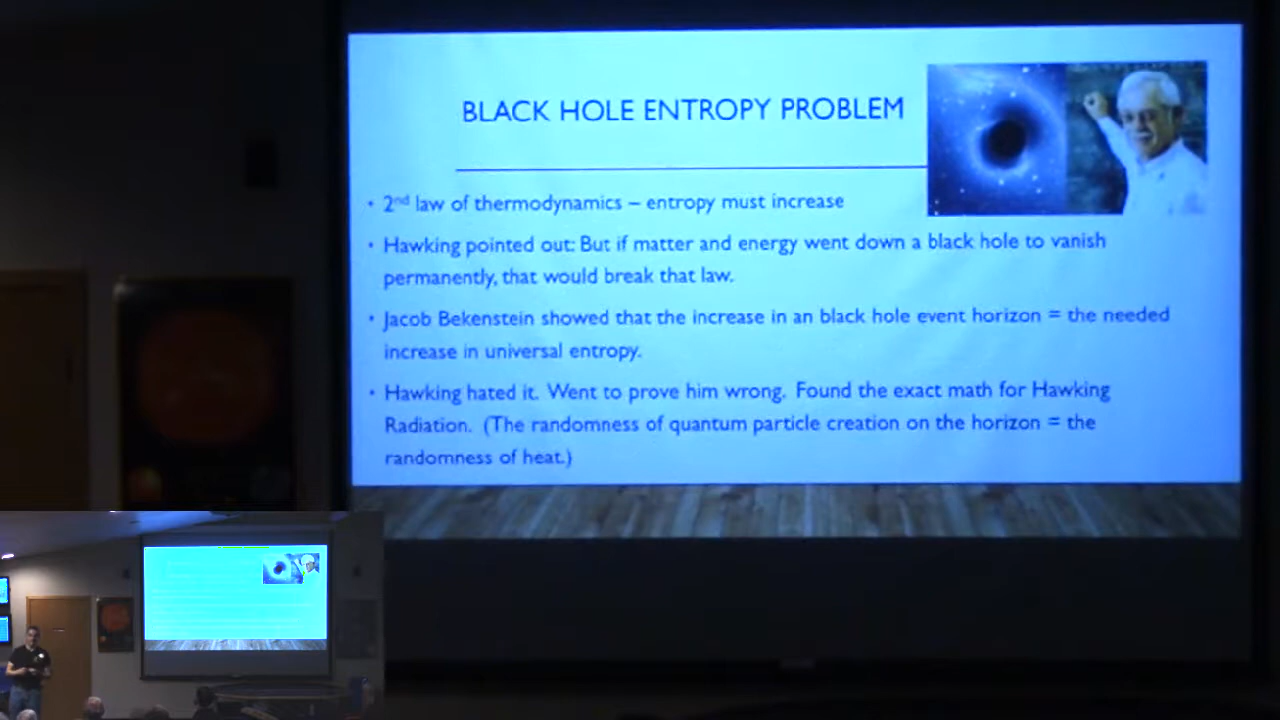 BLACK HOLE ENTROPY PROBLEM
• 2nd law of thermodynamics – entropy must increase
• Hawking pointed out: But if matter and energy went down a black hole to vanish
permanently, that would break that law.
• Jacob Bekenstein showed that the increase in an black hole event horizon = the needed
increase in universal entropy.
• Hawking hated it. Went to prove him wrong. Found the exact math for Hawking
Radiation. (The randomness of quantum particle creation on the horizon = the
randomness of heat.)